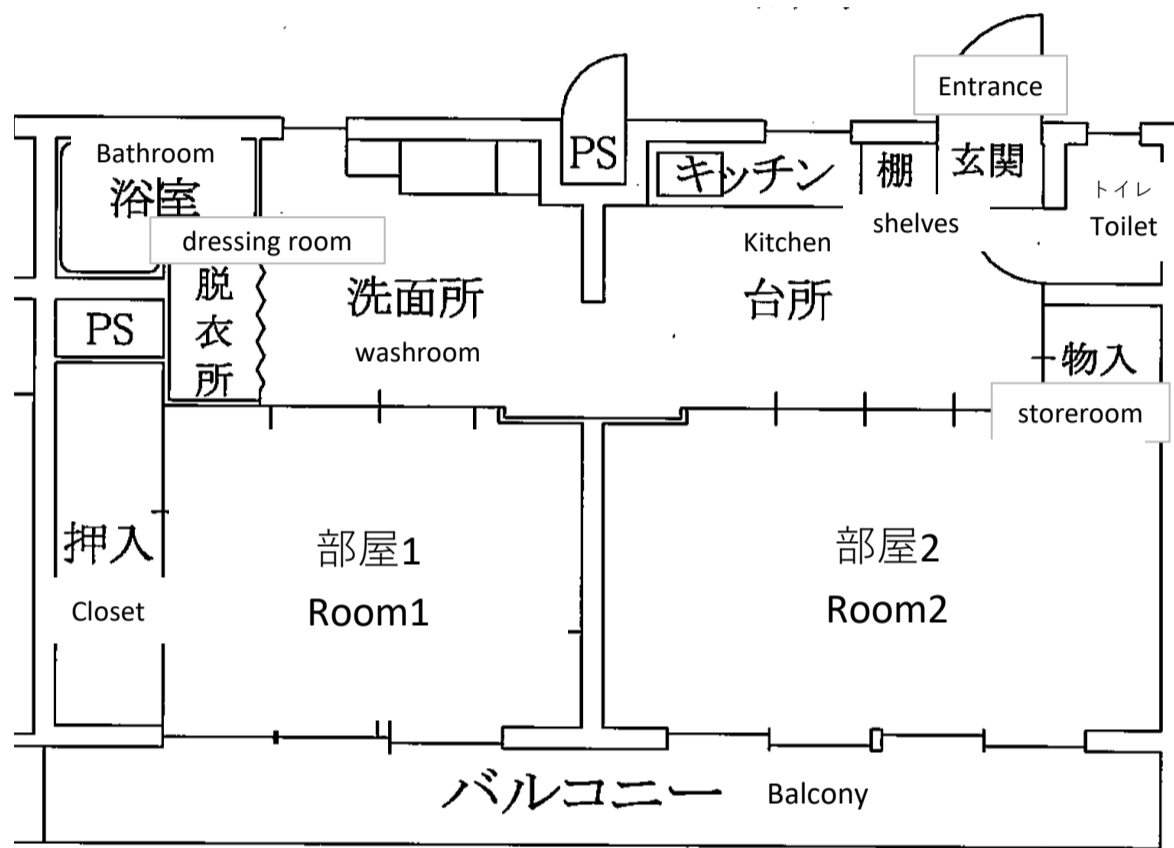 Entrance
Bathroom
浴室
PS
キッチン
棚
玄関
トイレ
Toilet
shelves
dressing room
脱衣所
洗面所
washroom
Kitchen
台所
PS
物入
storeroom
押入
Closet
部屋1
Room1
部屋2
Room2
バルコニー Balcony